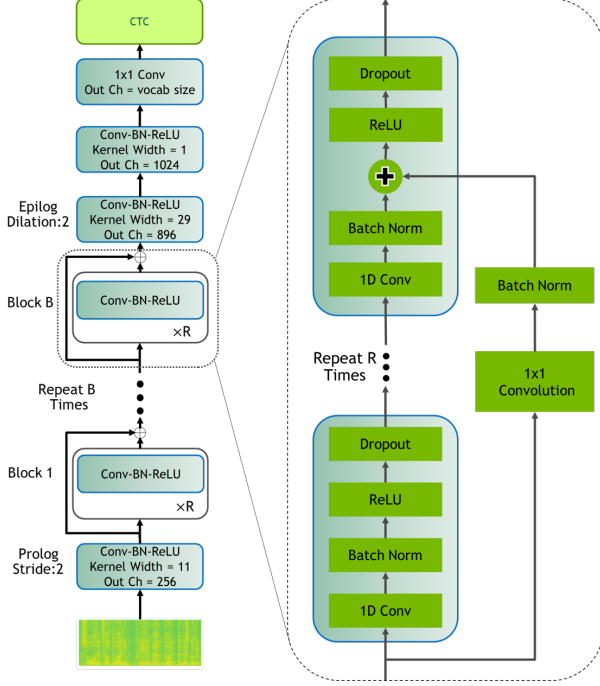 CTC
1x1 Conv
Out Ch = vocab size
Conv-BN-ReLU
Kernel Width = 1
Out Ch = 1024
Epilog
Dilation:2
Conv-BN-ReLU
Kernel Width = 29
Out Ch = 896
Block B
Conv-BN-ReLU
×R
Repeat B
Times
Block 1
Conv-BN-ReLU
×R
Prolog
Stride:2
Conv-BN-ReLU
Kernel Width = 11
Out Ch = 256
Dropout
ReLU
Batch Norm
1D Conv
Repeat R
Times
Dropout
ReLU
Batch Norm
1D Conv
Batch Norm
1x1
Convolution